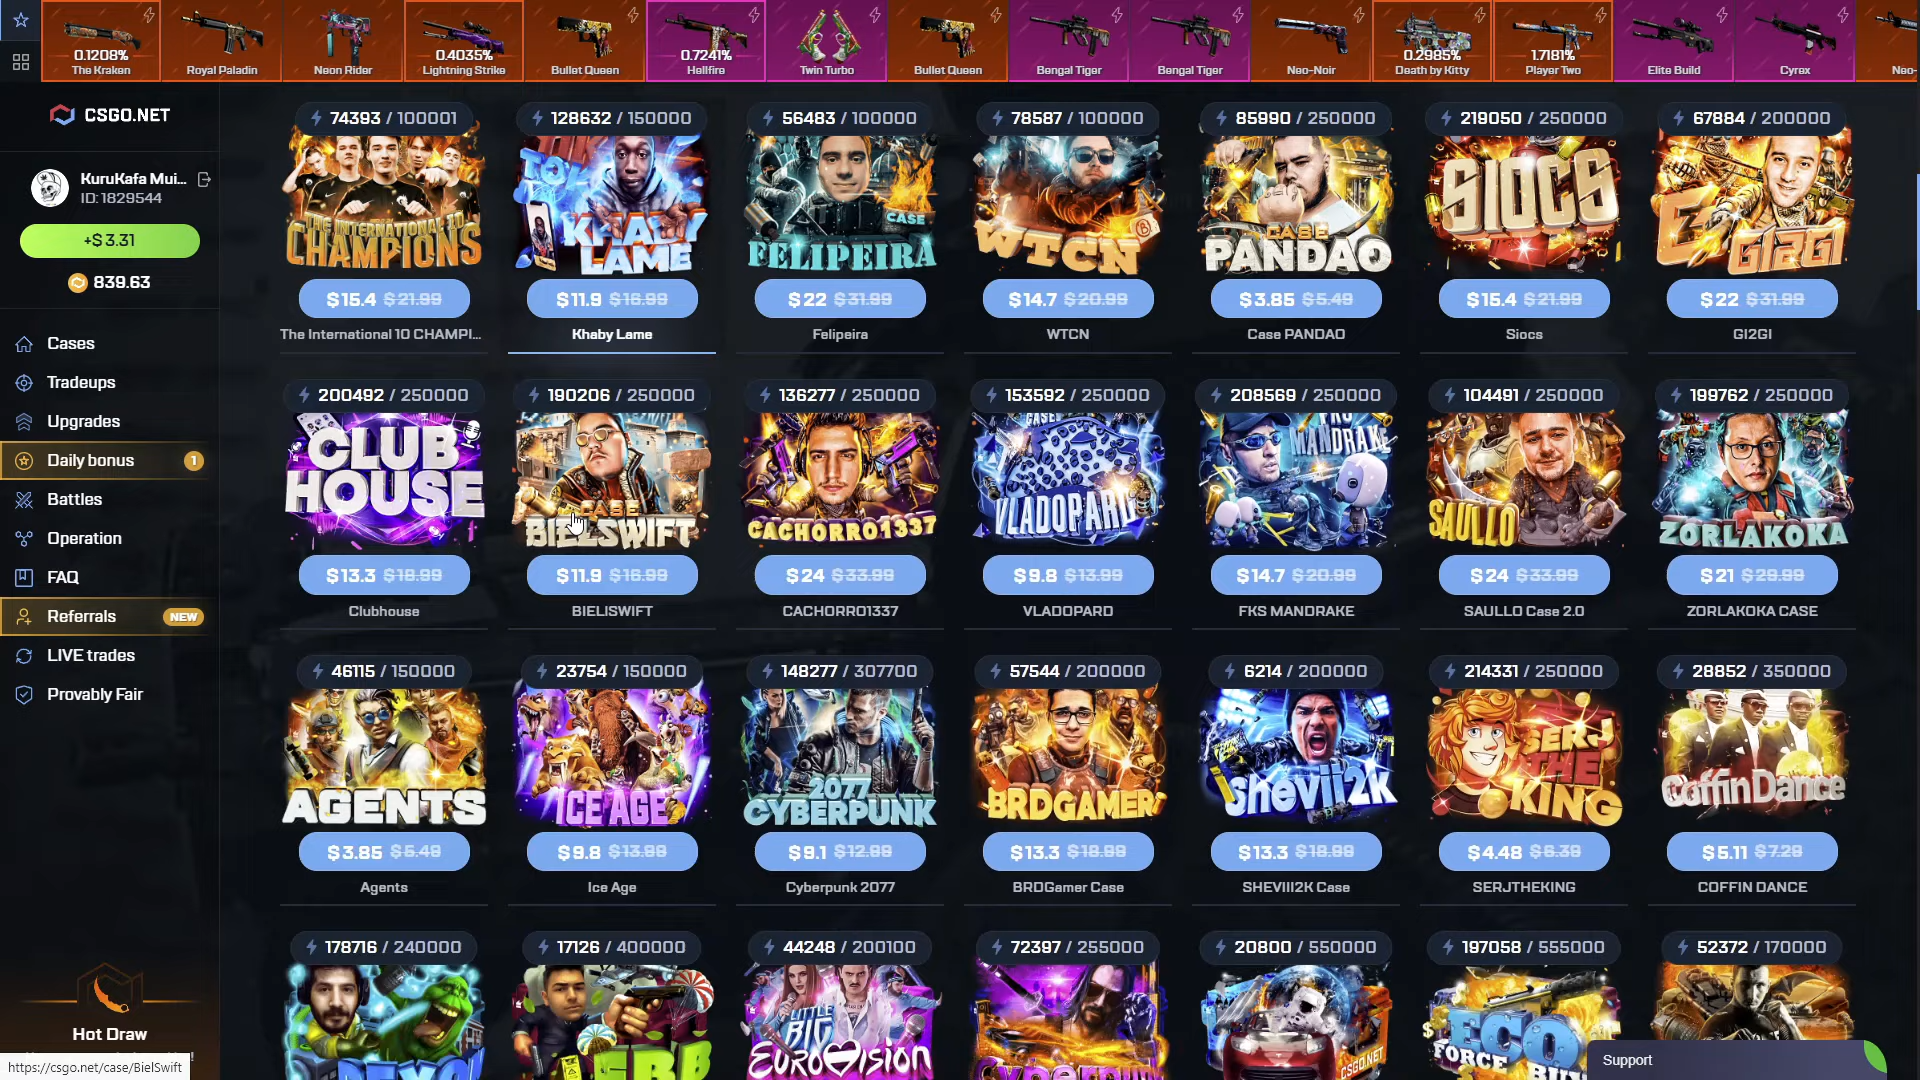 0.1208%
The Kraken
Royal Paladin
Neon Rider
0.4035%
Lightning Strike
Bullet Queen
0.7241%
Hellfire
Twin Turbo
Bullet Queen
Bengal Tiger
Bengal Tiger
Neo-Noir
0.2985%
Death by Kitty
1.7181%
Player Two
Elite Build
Cyrex
Neo-
CSGO.NET
KuruKafa Mui...
ID: 1829544
+$ 3.31
839.63
Cases
Tradeups
Upgrades
Daily bonus 1
Battles
Operation
FAQ
Referrals NEW
LIVE trades
Provably Fair
Hot Draw
https://csgo.net/case/BielSwift
74393 / 100001
128632 / 150000
56483 / 100000
78587 / 100000
85990 / 250000
219050 / 250000
67884 / 200000
THE INTERNATIONAL 10
CHAMPIONS
KHABY
LAME
CASE
FELIPEIRA
WTCN
CASE
PANDAO
SIOCS
GI2GI
$15.4 $21.99
$11.9 $16.99
$22 $31.99
$14.7 $20.99
$3.85 $5.49
$15.4 $21.99
$22 $31.99
The International 10 CHAMPI...
Khaby Lame
Felipeira
WTCN
Case PANDAO
Siocs
GI2GI
200492 / 250000
190206 / 250000
136277 / 250000
153592 / 250000
208569 / 250000
104491 / 250000
199762 / 250000
CLUB
HOUSE
CASE
BIELSWIFT
CACHORRO1337
CASE
VLADOPARD
FKS
MANDRAKE
SAULLO
ZORLAKOKA
$13.3 $18.99
$11.9 $16.99
$24 $33.99
$9.8 $13.99
$14.7 $20.99
$24 $33.99
$21 $29.99
Clubhouse
BIELISWIFT
CACHORRO1337
VLADOPARD
FKS MANDRAKE
SAULLO Case 2.0
ZORLAKOKA CASE
46115 / 150000
23754 / 150000
148277 / 307700
57544 / 200000
6214 / 200000
214331 / 250000
28852 / 350000
AGENTS
ICE AGE
2077
CYBERPUNK
BRDGAMER
Shevii2k
SERJ
THE
KING
Coffin Dance
$3.85 $5.49
$9.8 $13.99
$9.1 $12.99
$13.3 $18.99
$13.3 $18.99
$4.48 $6.39
$5.11 $7.29
Agents
Ice Age
Cyberpunk 2077
BRDGamer Case
SHEVIII2K Case
SERJTHEKING
COFFIN DANCE
178716 / 240000
17126 / 400000
44248 / 200100
72397 / 255000
20800 / 550000
197058 / 555000
52372 / 170000
LITTLE
BIG
EUROVISION
Cyberpunk
CSGO.NET
ECO
FORCE BUY
Support